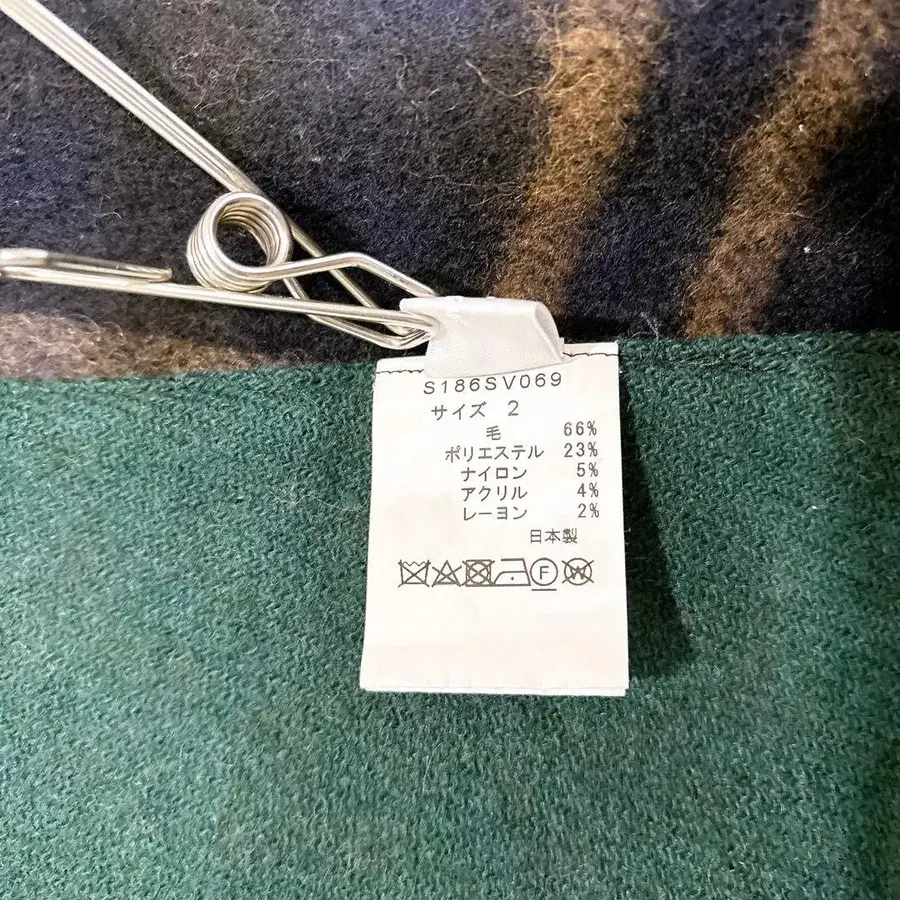 S186SV069
サイズ 2
毛 66%
ポリエステル 23%
ナイロン 5%
アクリル 4%
レーヨン 2%
日本製
F W